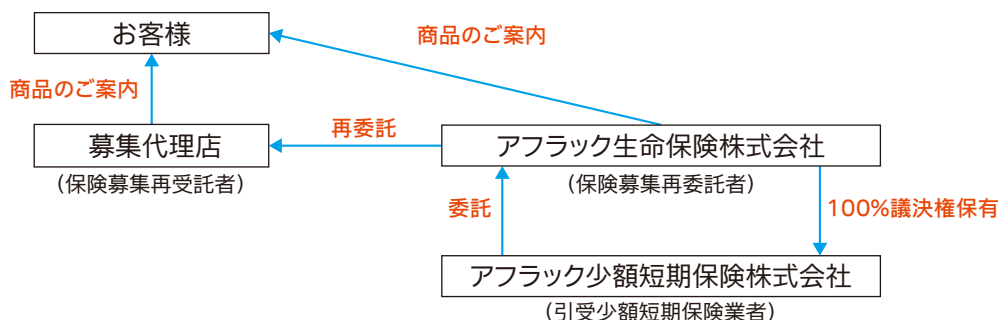 お客様
商品のご案内
商品のご案内
募集代理店
(保険募集再受託者)
再委託
アフラック生命保険株式会社
(保険募集再委託者)
委託
100%議決権保有
アフラック少額短期保険株式会社
(引受少額短期保険業者)